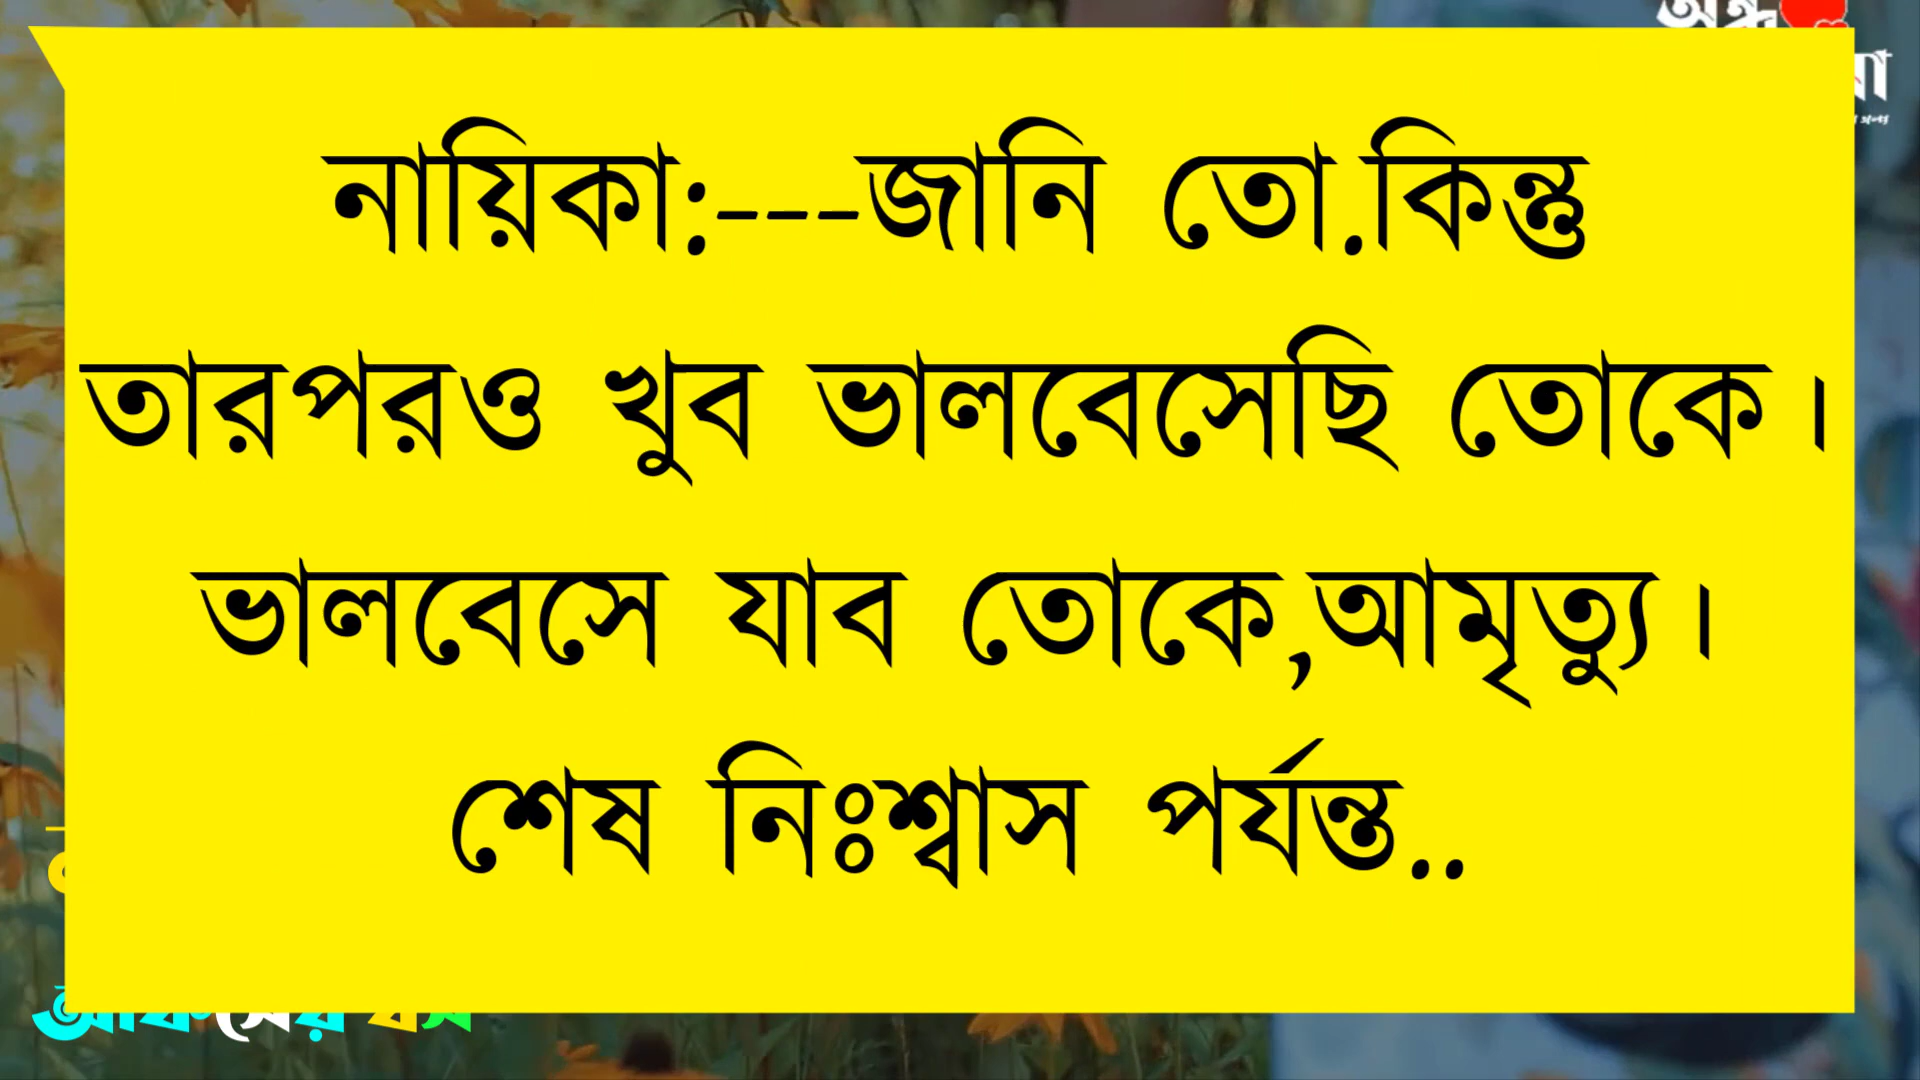 নায়িকা:---জানি তো.কিন্তু
তারপরও খুব ভালবেসেছি তোকে।
ভালবেসে যাব তোকে,আমৃত্যু।
শেষ নিঃশ্বাস পর্যন্ত..